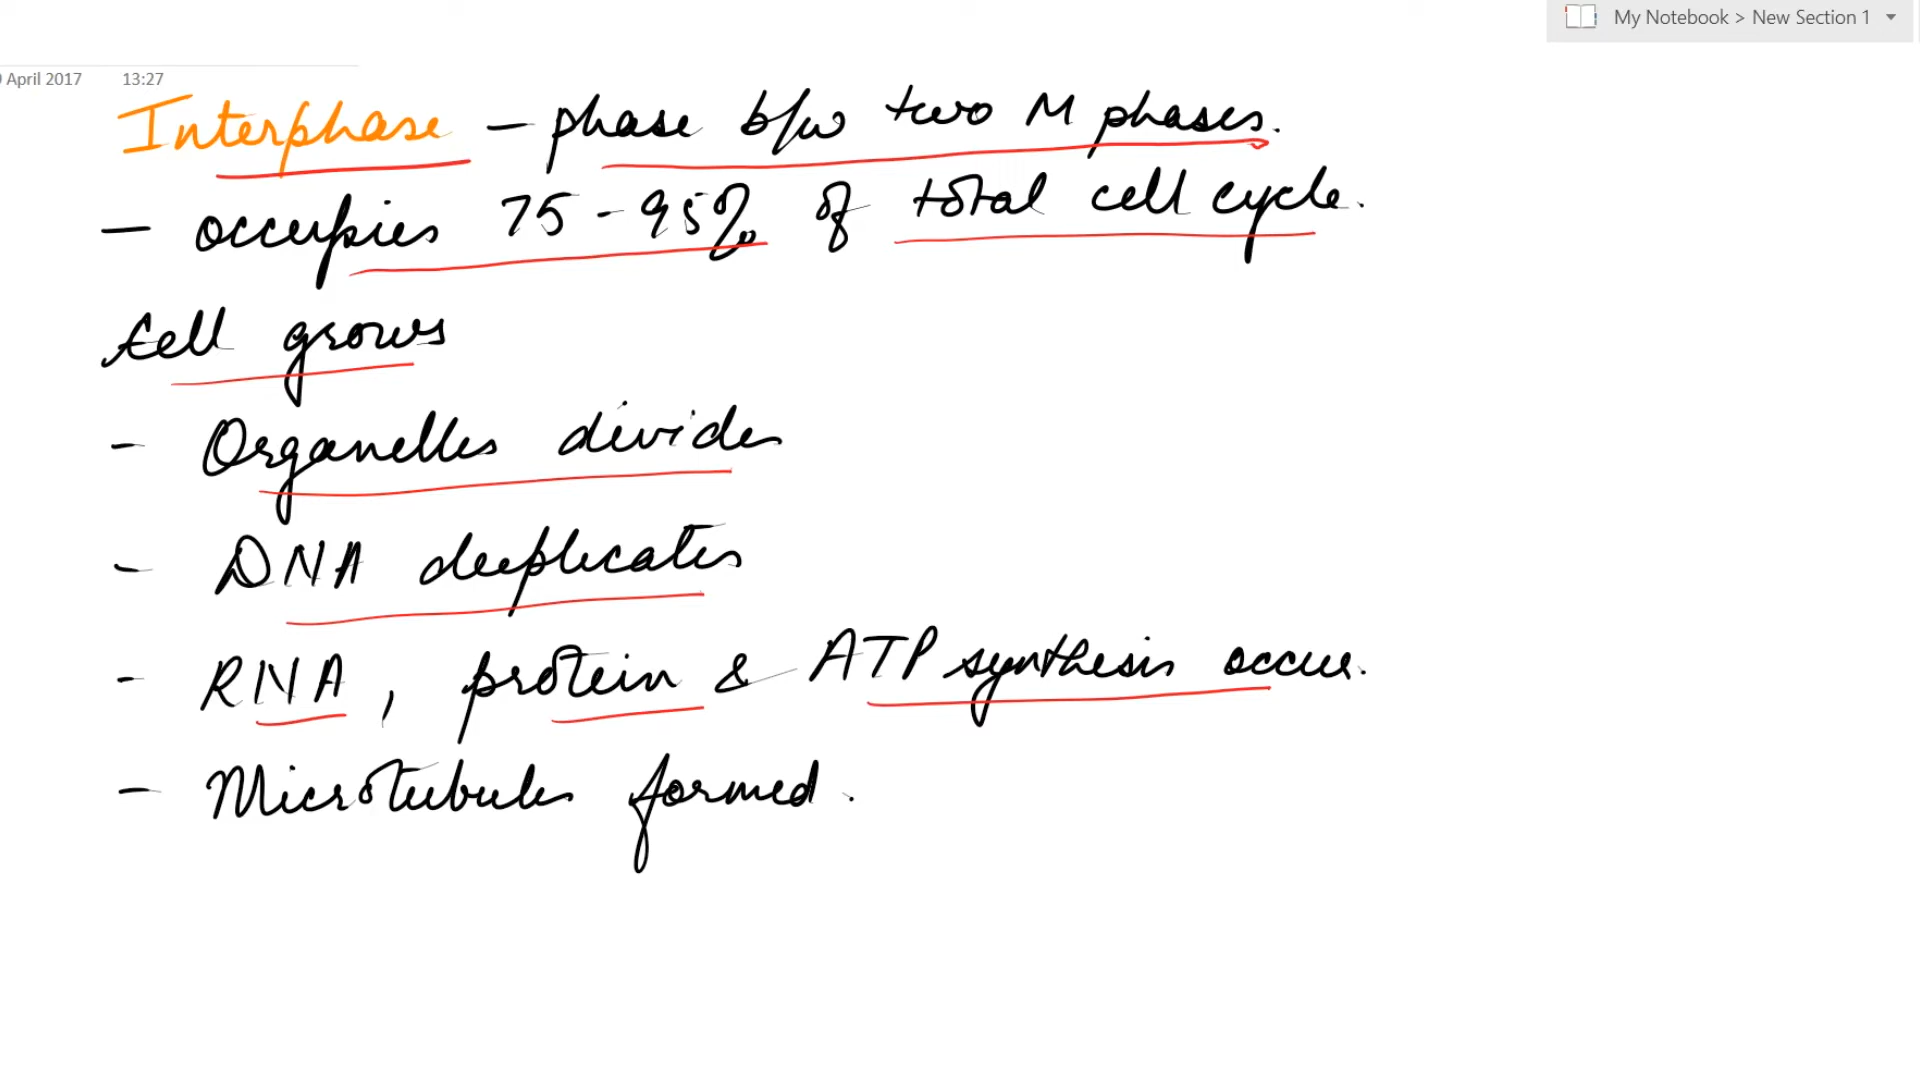 My Notebook > New Section 1
April 2017 13:27
Interphase - phase b/w two M phases.
- occupies 75-95% of total cell cycle.
Cell grows
- Organelles divide
- DNA duplicates
- RNA, protein & ATP synthesis occur.
- Microtubules formed.